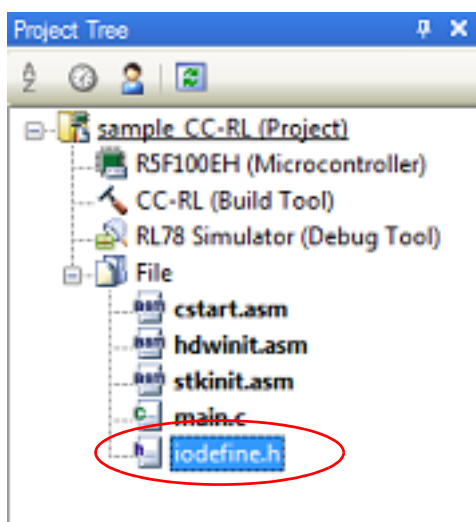 Project Tree
sample_CC-RL (Project)
R5F100EH (Microcontroller)
CC-RL (Build Tool)
RL78 Simulator (Debug Tool)
File
cstart.asm
hdwinit.asm
stkinit.asm
main.c
iodefine.h